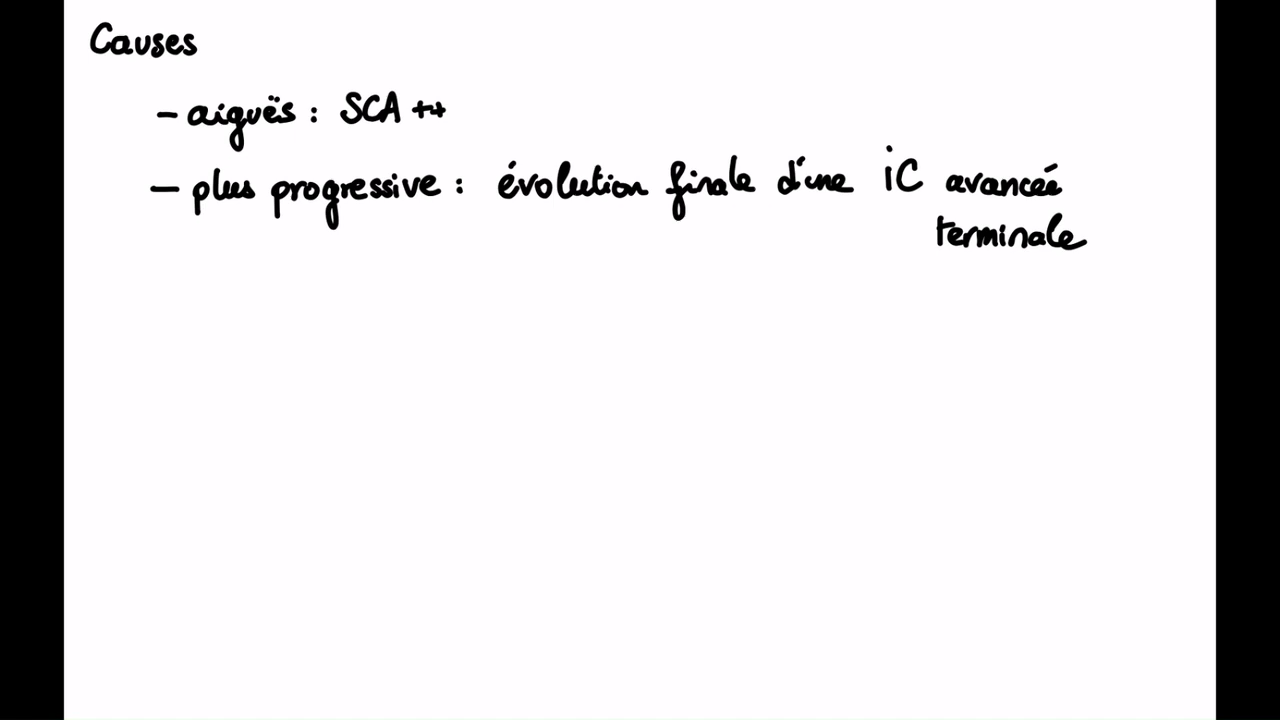 Causes
- aiguës : SCA ++
- plus progressive : évolution finale d'une iC avancée
terminale